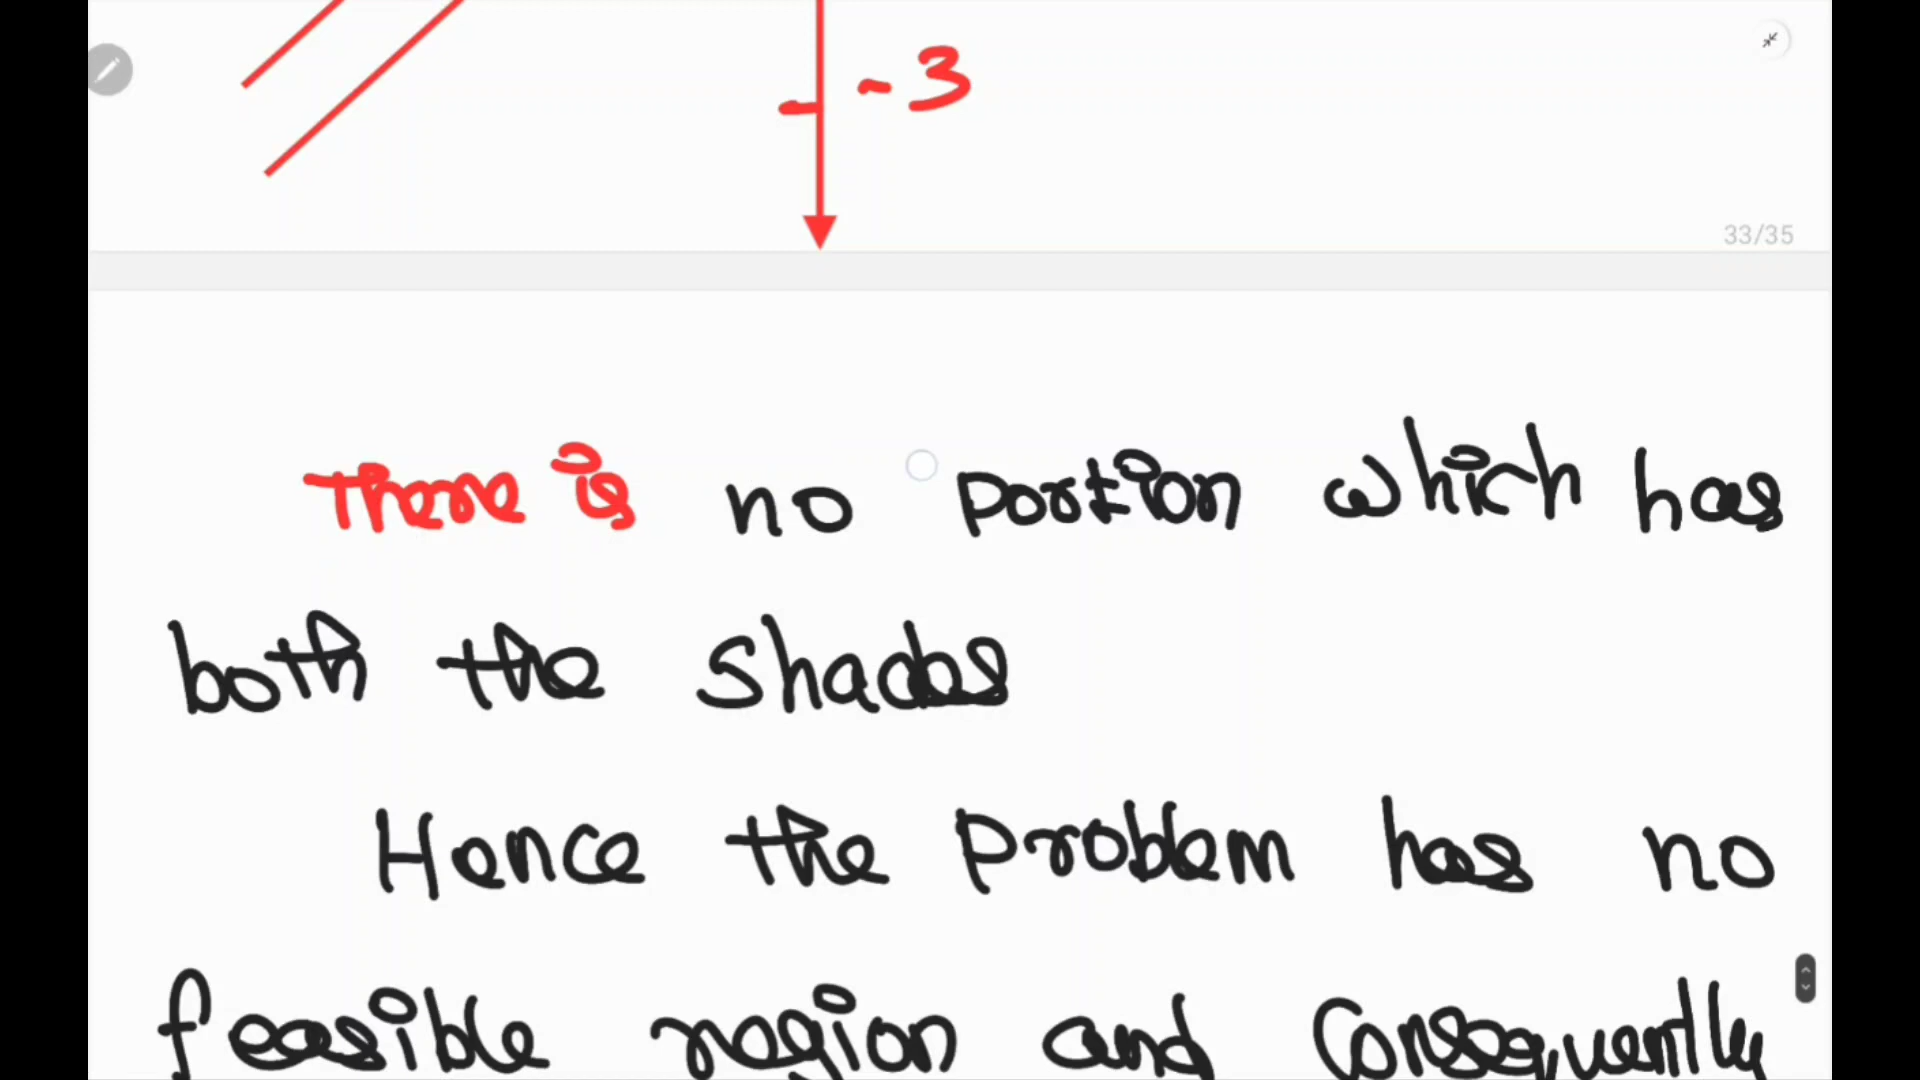 -3
33/35
There is no portion which has
both the shades
Hence the problem has no
feasible region and consequently